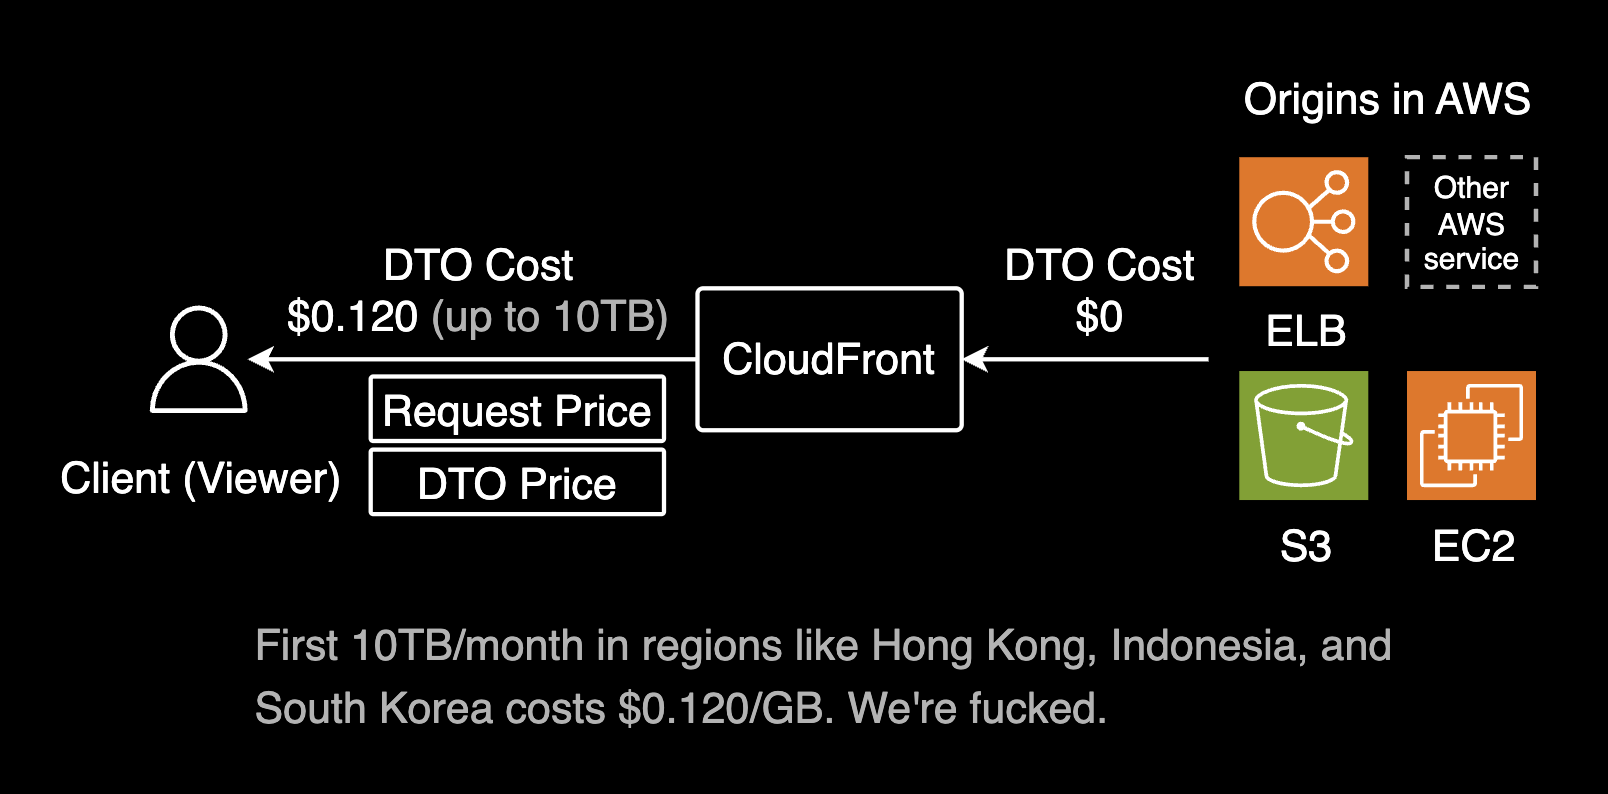 Origins in AWS
Other
AWS
service
ELB
DTO Cost
$0.120 (up to 10TB)
DTO Cost
$0
CloudFront
Request Price
DTO Price
Client (Viewer)
S3
EC2
First 10TB/month in regions like Hong Kong, Indonesia, and
South Korea costs $0.120/GB. We're fucked.